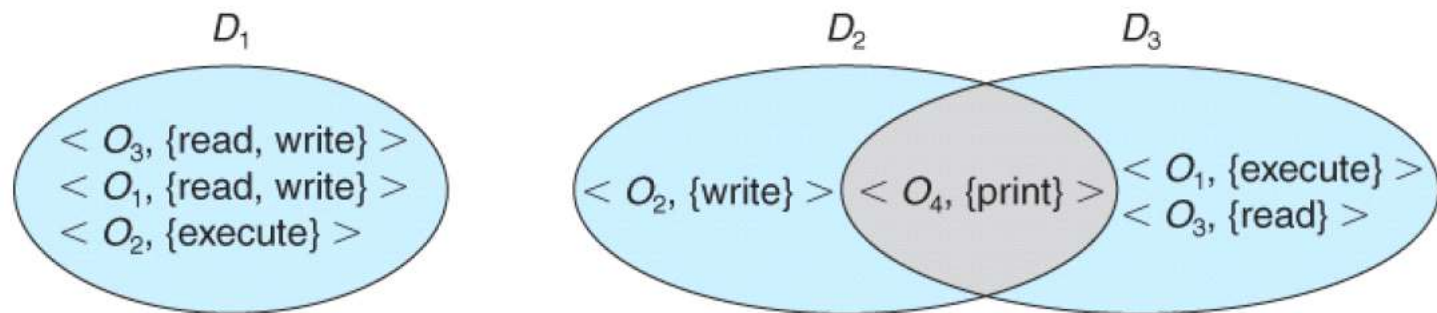 D₁
D₂
D₃
< O₃, {read, write} >
< O₁, {read, write} >
< O₂, {execute} >
< O₂, {write} >
< O₄, {print} >
< O₁, {execute} >
< O₃, {read} >